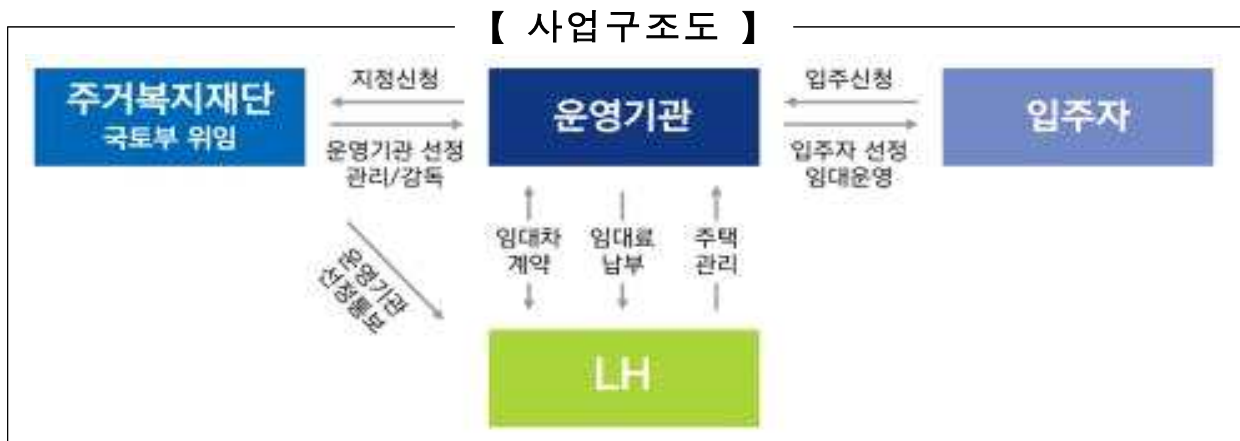 【 사업구조도 】
주거복지재단
국토부 위임
지정신청
운영기관 선정
관리/감독
운영기관
입주신청
입주자 선정
임대운영
입주자
운영기관
선정통보
임대차
계약
임대료
납부
주택
관리
LH